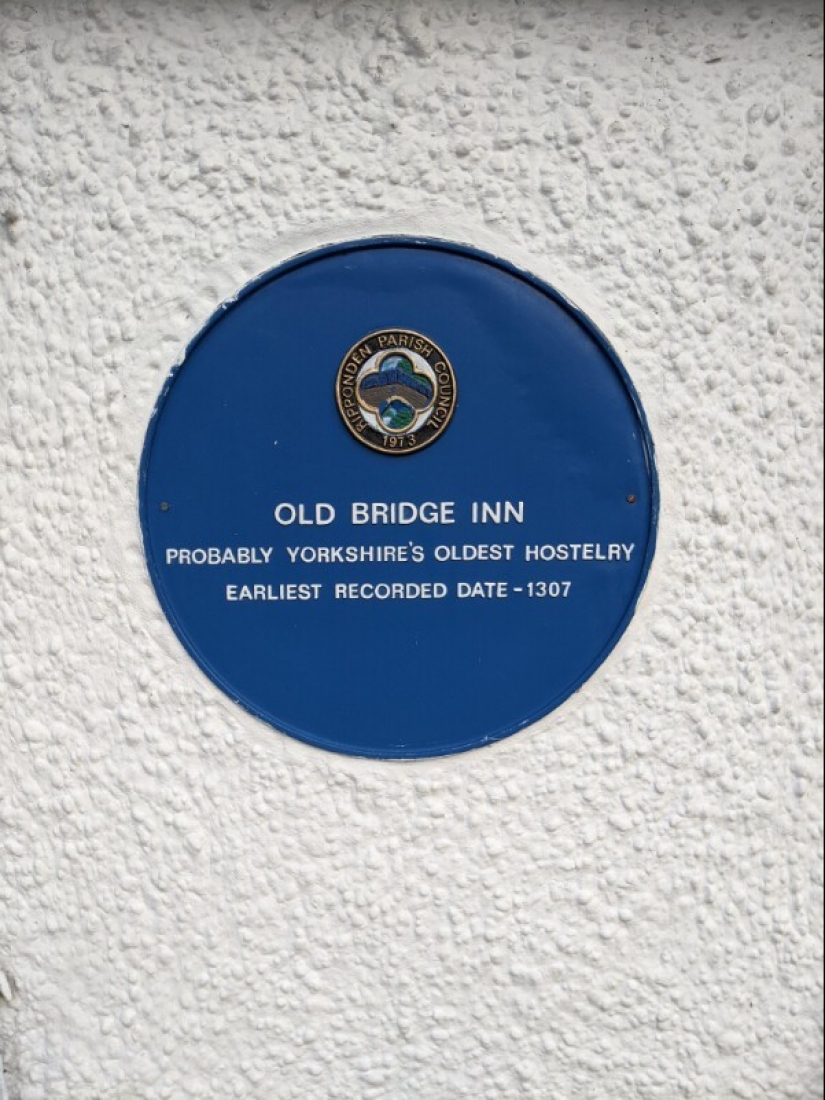 RIPPONDEN PARISH COUNCIL
1973
OLD BRIDGE INN
PROBABLY YORKSHIRE'S OLDEST HOSTELRY
EARLIEST RECORDED DATE - 1307